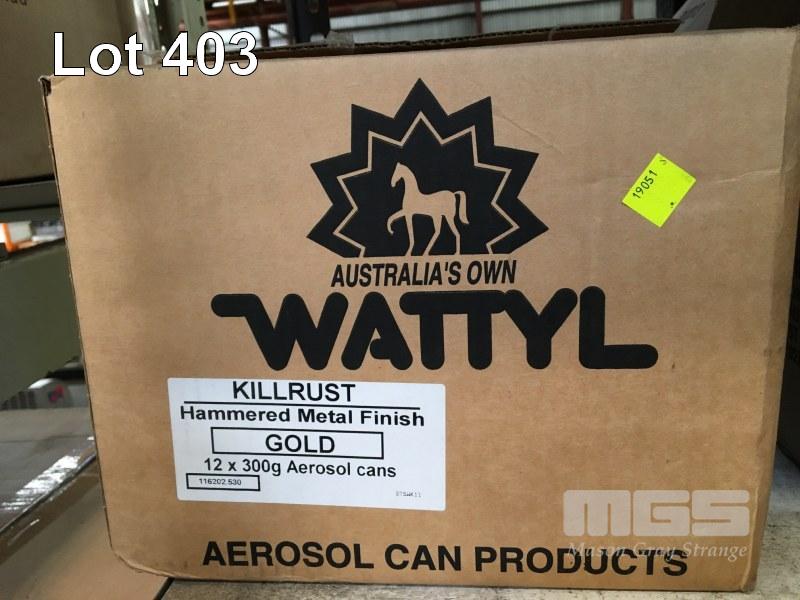 Lot 403
19051 S
AUSTRALIA'S OWN
WATTYL
KILLRUST
Hammered Metal Finish
GOLD
12 x 300g Aerosol cans
116202.530
MGS
Mason Gray Strange
AEROSOL CAN PRODUCTS